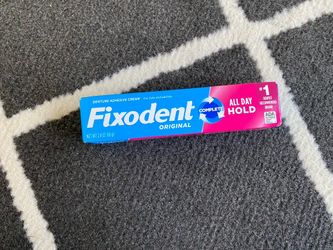 DENTURE ADHESIVE CREAM
Fixodent
ORIGINAL
COMPLETE
ALL DAY
HOLD
#1